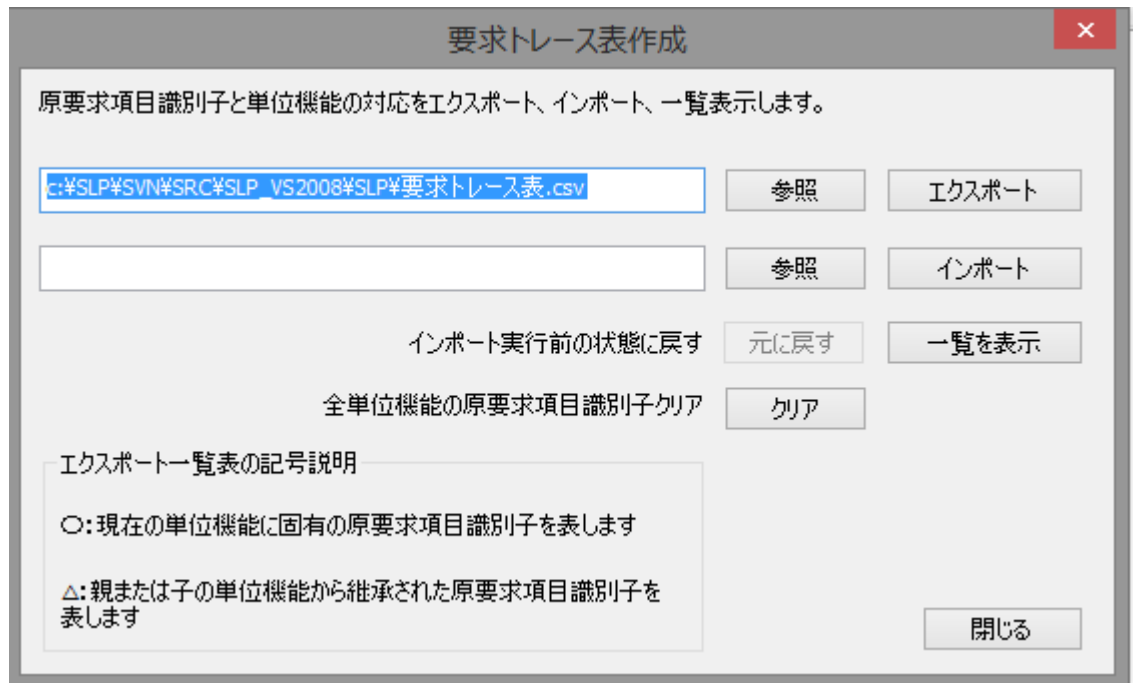 要求トレース表作成
原要求項目識別子と単位機能の対応をエクスポート、インポート、一覧表示します。
c:¥SLP¥SVN¥SRC¥SLP_VS2008¥SLP¥要求トレース表.csv
参照
エクスポート
参照
インポート
インポート実行前の状態に戻す
元に戻す
一覧を表示
全単位機能の原要求項目識別子クリア
クリア
エクスポート一覧表の記号説明
○:現在の単位機能に固有の原要求項目識別子を表します
△:親または子の単位機能から継承された原要求項目識別子を
表します
閉じる